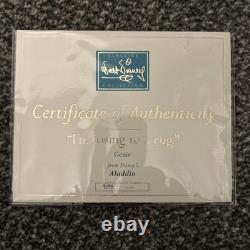 CLASSICS
Walt Disney
COLLECTION
Certificate of Authenticity
"I'm losing to a rug."
Genie
from Disney's
Aladdin